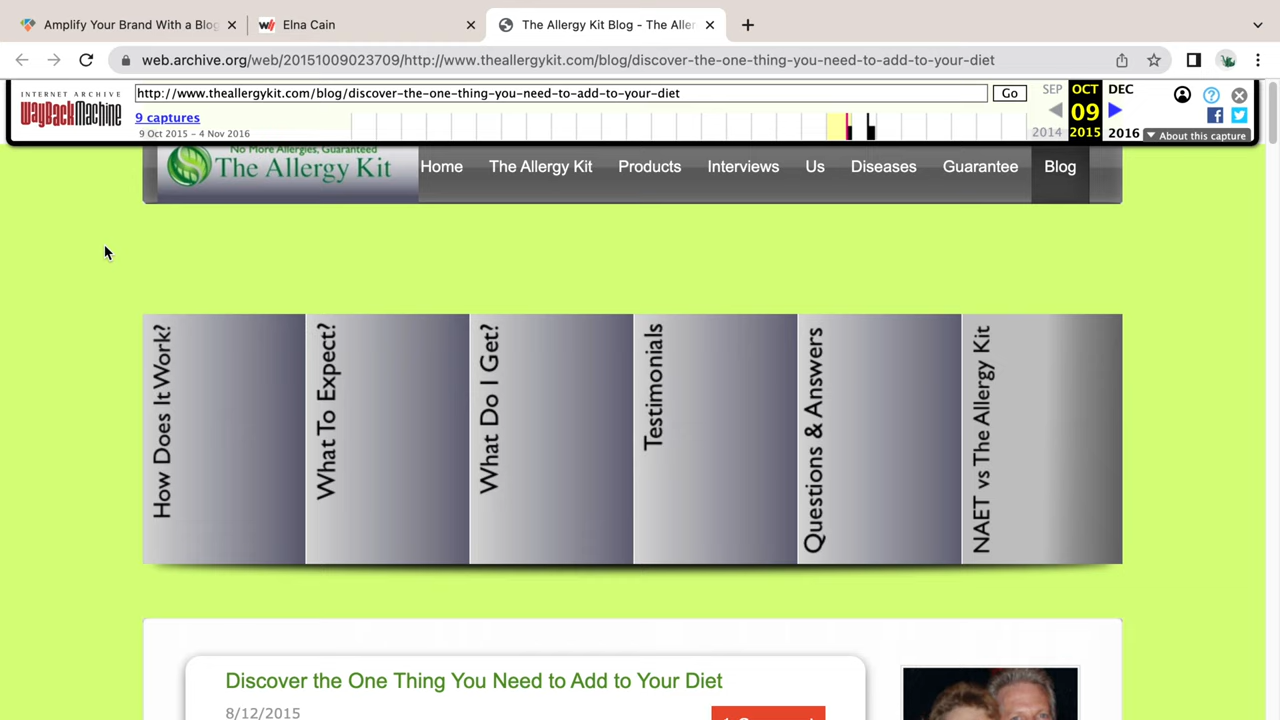 Amplify Your Brand With a Blog
Elna Cain
The Allergy Kit Blog - The Aller
web.archive.org/web/20151009023709/http://www.theallergykit.com/blog/discover-the-one-thing-you-need-to-add-to-your-diet
INTERNET ARCHIVE
WayBackMachine
http://www.theallergykit.com/blog/discover-the-one-thing-you-need-to-add-to-your-diet
Go
9 captures
9 Oct 2015 – 4 Nov 2016
SEP OCT DEC
09
2014 2015 2016
About this capture
No More Allergies, Guaranteed
The Allergy Kit
Home The Allergy Kit Products Interviews Us Diseases Guarantee Blog
How Does It Work?
What To Expect?
What Do I Get?
Testimonials
Questions & Answers
NAET vs The Allergy Kit
Discover the One Thing You Need to Add to Your Diet
8/12/2015